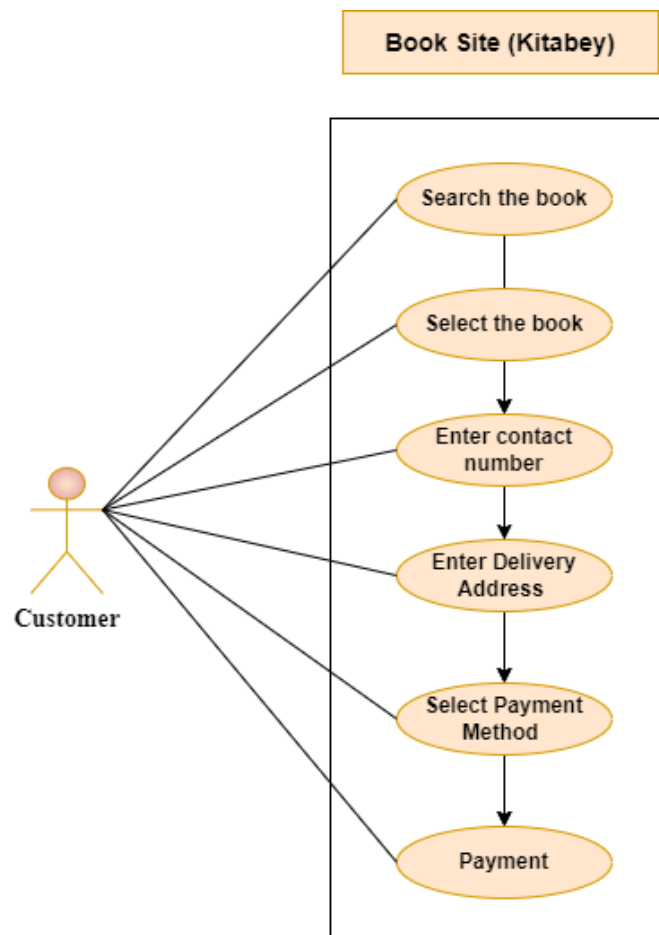 Book Site (Kitabey)
Search the book
Select the book
Enter contact
number
Enter Delivery
Address
Customer
Select Payment
Method
Payment